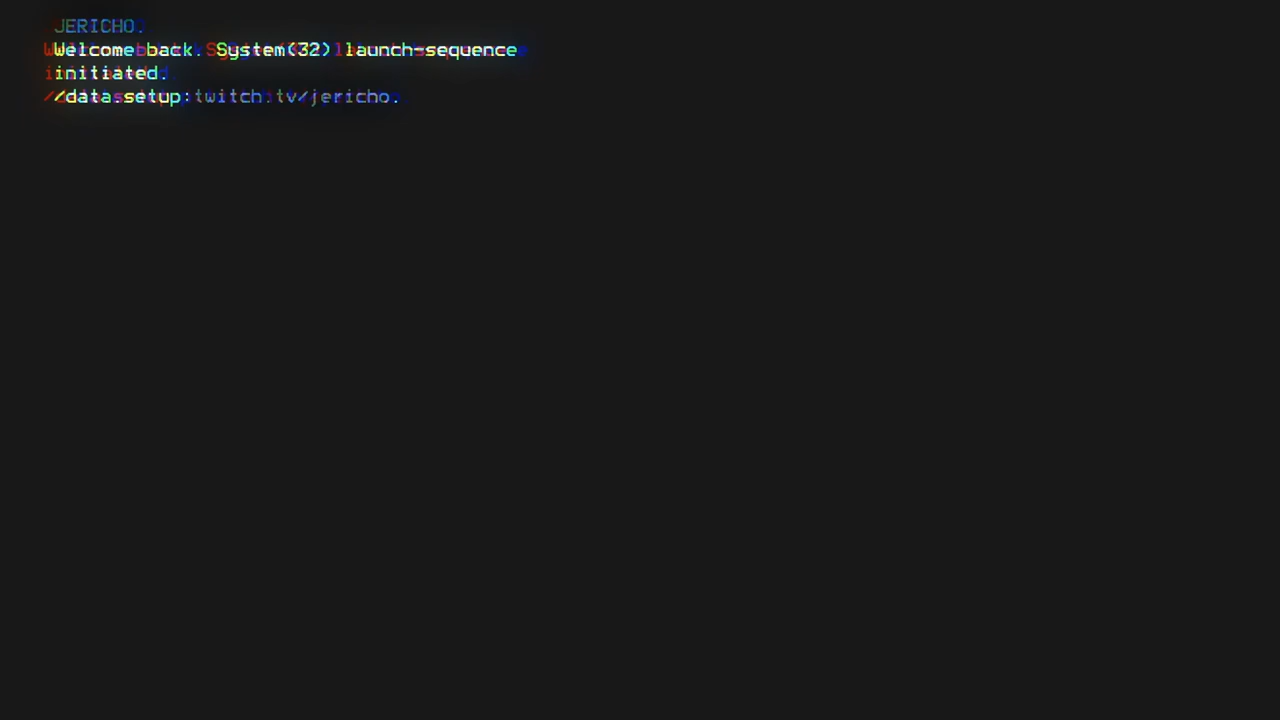 JERICHO.
Welcome back. System(32) launch-sequence
initiated.
//data.setup:twitch.tv/jericho.